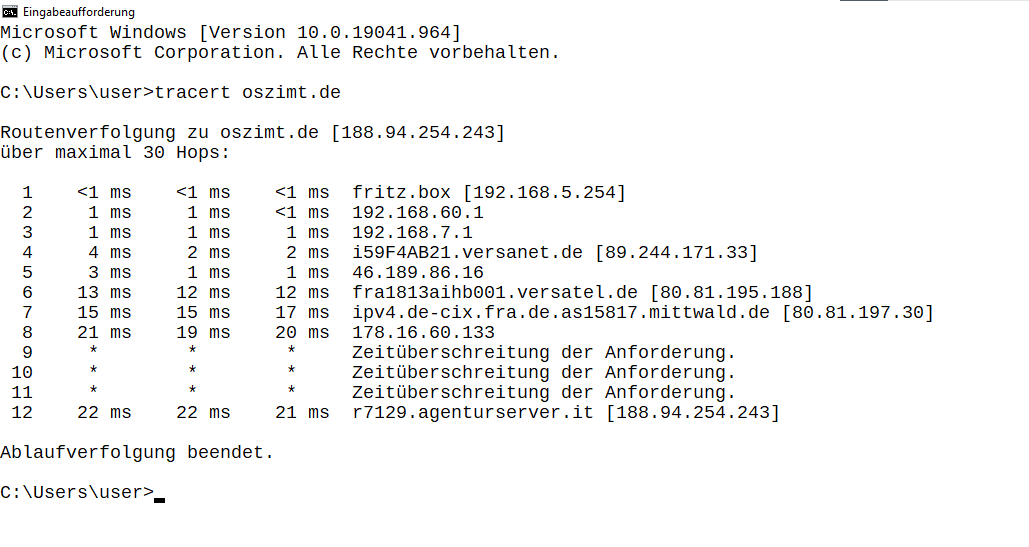 Eingabeaufforderung
Microsoft Windows [Version 10.0.19041.964]
(c) Microsoft Corporation. Alle Rechte vorbehalten.
C:\Users\user>tracert oszimt.de
Routenverfolgung zu oszimt.de [188.94.254.243]
über maximal 30 Hops:
1 <1 ms <1 ms <1 ms fritz.box [192.168.5.254]
2 1 ms 1 ms <1 ms 192.168.60.1
3 1 ms 1 ms 1 ms 192.168.7.1
4 4 ms 2 ms 2 ms i59F4AB21.versanet.de [89.244.171.33]
5 3 ms 1 ms 1 ms 46.189.86.16
6 13 ms 12 ms 12 ms fra1813aihb001.versatel.de [80.81.195.188]
7 15 ms 15 ms 17 ms ipv4.de-cix.fra.de.as15817.mittwald.de [80.81.197.30]
8 21 ms 19 ms 20 ms 178.16.60.133
9 * * * Zeitüberschreitung der Anforderung.
10 * * * Zeitüberschreitung der Anforderung.
11 * * * Zeitüberschreitung der Anforderung.
12 22 ms 22 ms 21 ms r7129.agenturserver.it [188.94.254.243]
Ablaufverfolgung beendet.
C:\Users\user>